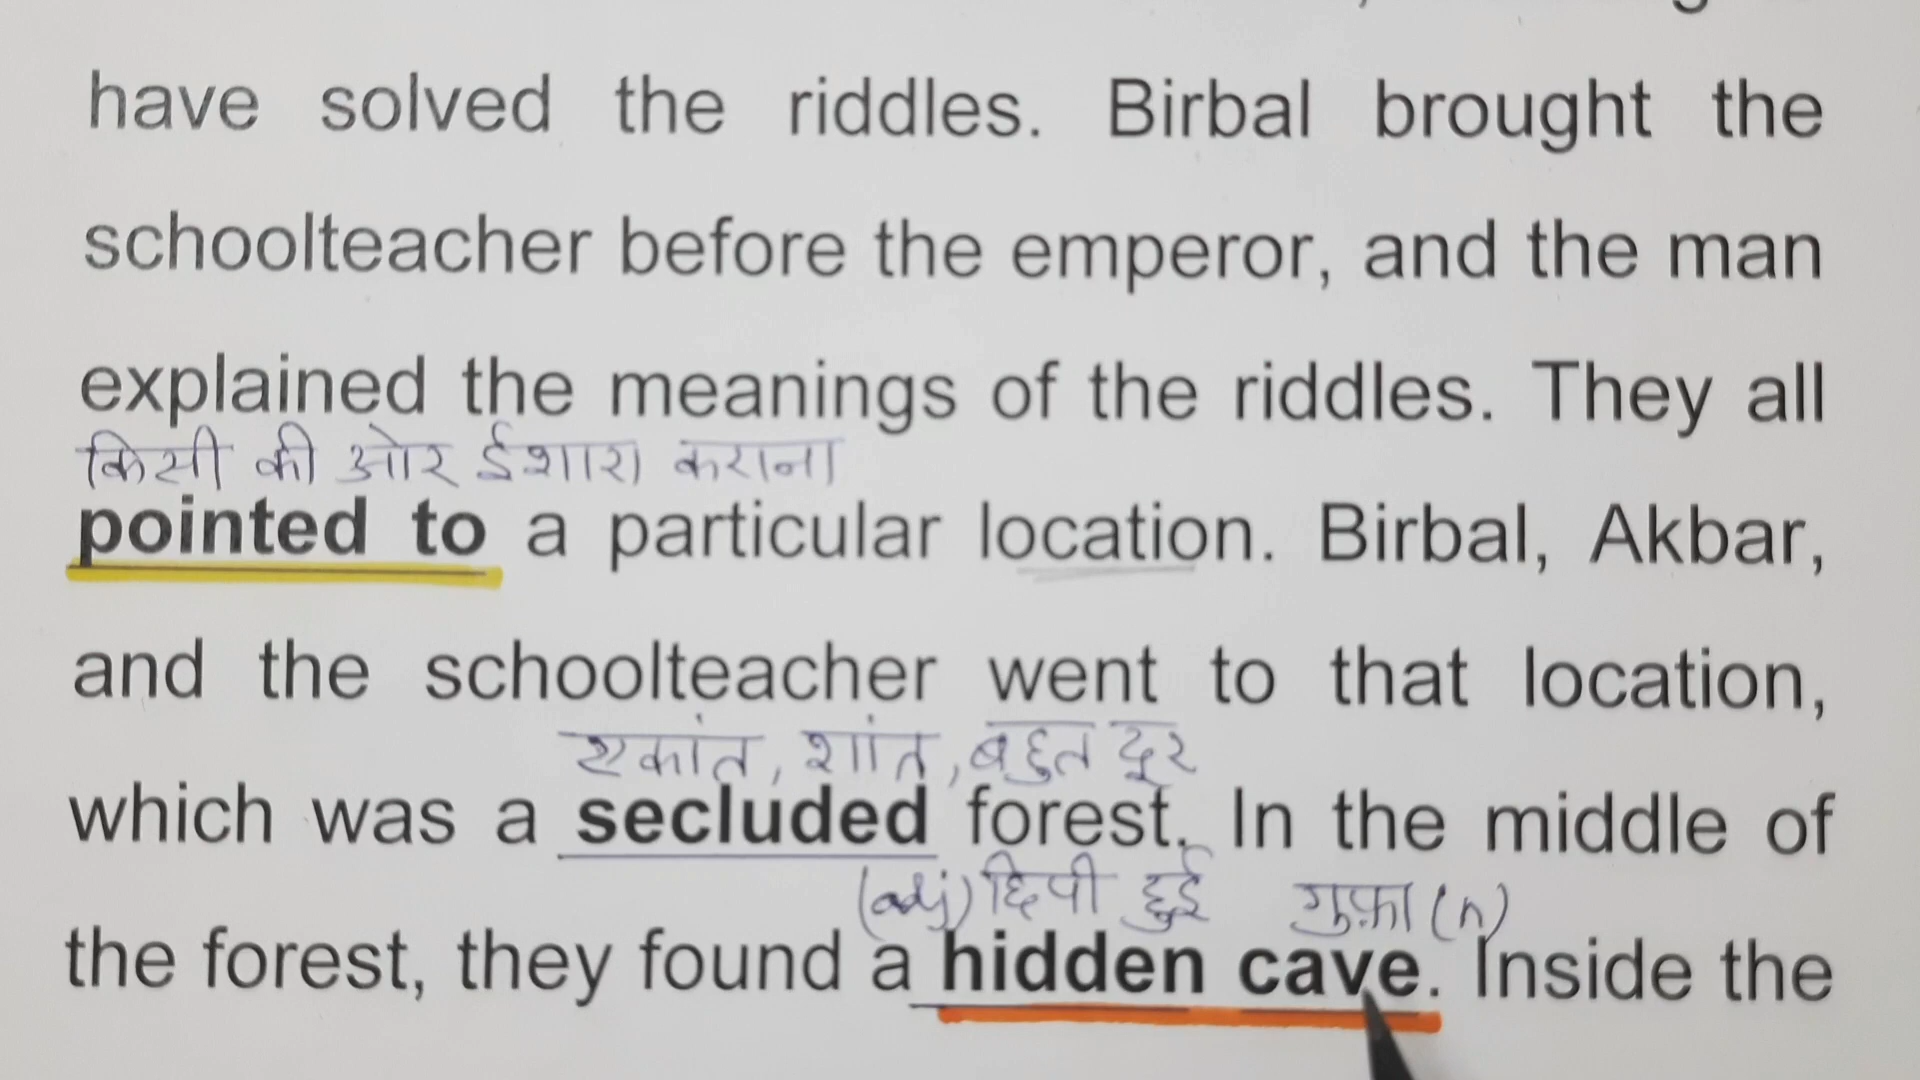 have solved the riddles. Birbal brought the
schoolteacher before the emperor, and the man
explained the meanings of the riddles. They all
किसी की ओर ईशारा कराना
pointed to a particular location. Birbal, Akbar,
and the schoolteacher went to that location,
एकांत, शांत, बहुत दूर
which was a secluded forest. In the middle of
(adj) छिपी हुई गुफ़ा (n)
the forest, they found a hidden cave. Inside the